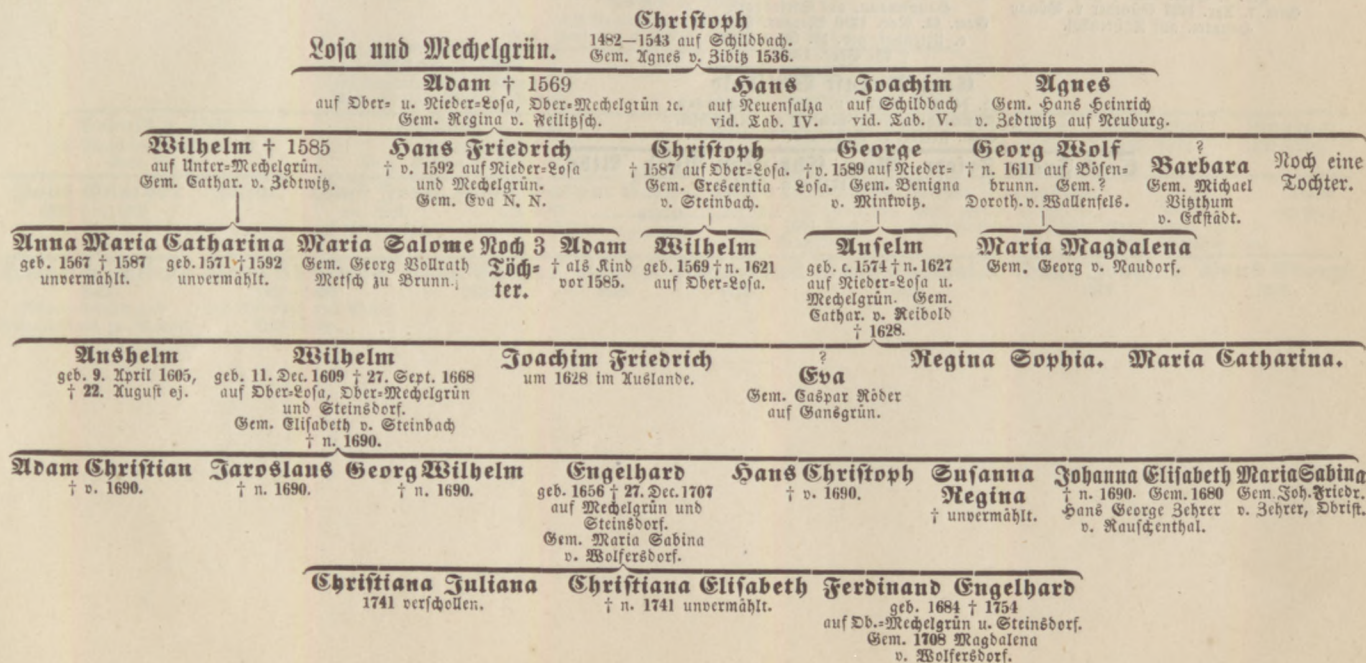 Christoph
Losa und Mechelgrün.
1482—1543 auf Schildbach.
Gem. Agnes v. Zibitz 1536.
Adam † 1569
auf Ober= u. Nieder=Losa, Ober=Mechelgrün ꝛc.
Gem. Regina v. Feilitzsch.
Hans
auf Neuensalza
vid. Tab. IV.
Joachim
auf Schildbach
vid. Tab. V.
Agnes
Gem. Hans Heinrich
v. Zedtwitz auf Neuburg.
Wilhelm † 1585
auf Unter=Mechelgrün.
Gem. Cathar. v. Zedtwitz.
Hans Friedrich
† v. 1592 auf Nieder=Losa
und Mechelgrün.
Gem. Eva N. N.
Christoph
† 1587 auf Ober=Losa.
Gem. Crescentia
v. Steinbach.
George
† v. 1589 auf Nieder=
Losa. Gem. Benigna
v. Minkwitz.
Georg Wolf
† n. 1611 auf Bösen=
brunn. Gem. ?
Doroth. v. Wallenfels.
?
Barbara
Gem. Michael
Vitzthum
v. Eckstädt.
Noch eine
Tochter.
Anna Maria
geb. 1567 † 1587
unvermählt.
Catharina
geb. 1571 † 1592
unvermählt.
Maria Salome
Gem. Georg Vollrath
Metsch zu Brunn.
Noch 3
Töch=
ter.
Adam
† als Kind
vor 1585.
Wilhelm
geb. 1569 † n. 1621
auf Ober=Losa.
Anselm
geb. c. 1574 † n. 1627
auf Nieder=Losa u.
Mechelgrün. Gem.
Cathar. v. Reibold
† 1628.
Maria Magdalena
Gem. Georg v. Naudorf.
Anshelm
geb. 9. April 1605,
† 22. August ej.
Wilhelm
geb. 11. Dec. 1609 † 27. Sept. 1668
auf Ober=Losa, Ober=Mechelgrün
und Steinsdorf.
Gem. Elisabeth v. Steinbach
† n. 1690.
Joachim Friedrich
um 1628 im Auslande.
?
Eva
Gem. Caspar Röder
auf Gansgrün.
Regina Sophia.
Maria Catharina.
Adam Christian
† v. 1690.
Jaroslaus
† n. 1690.
Georg Wilhelm
† n. 1690.
Engelhard
geb. 1656 † 27. Dec. 1707
auf Mechelgrün und
Steinsdorf.
Gem. Maria Sabina
v. Wolfersdorf.
Hans Christoph
† v. 1690.
Susanna
Regina
† unvermählt.
Johanna Elisabeth
† n. 1690. Gem. 1680
Hans George Zehrer
v. Rauschenthal.
Maria Sabina
Gem. Joh. Friedr.
v. Zehrer, Obrist.
Christiana Juliana
1741 verschollen.
Christiana Elisabeth
† n. 1741 unvermählt.
Ferdinand Engelhard
geb. 1684 † 1754
auf Ob.=Mechelgrün u. Steinsdorf.
Gem. 1708 Magdalena
v. Wolfersdorf.